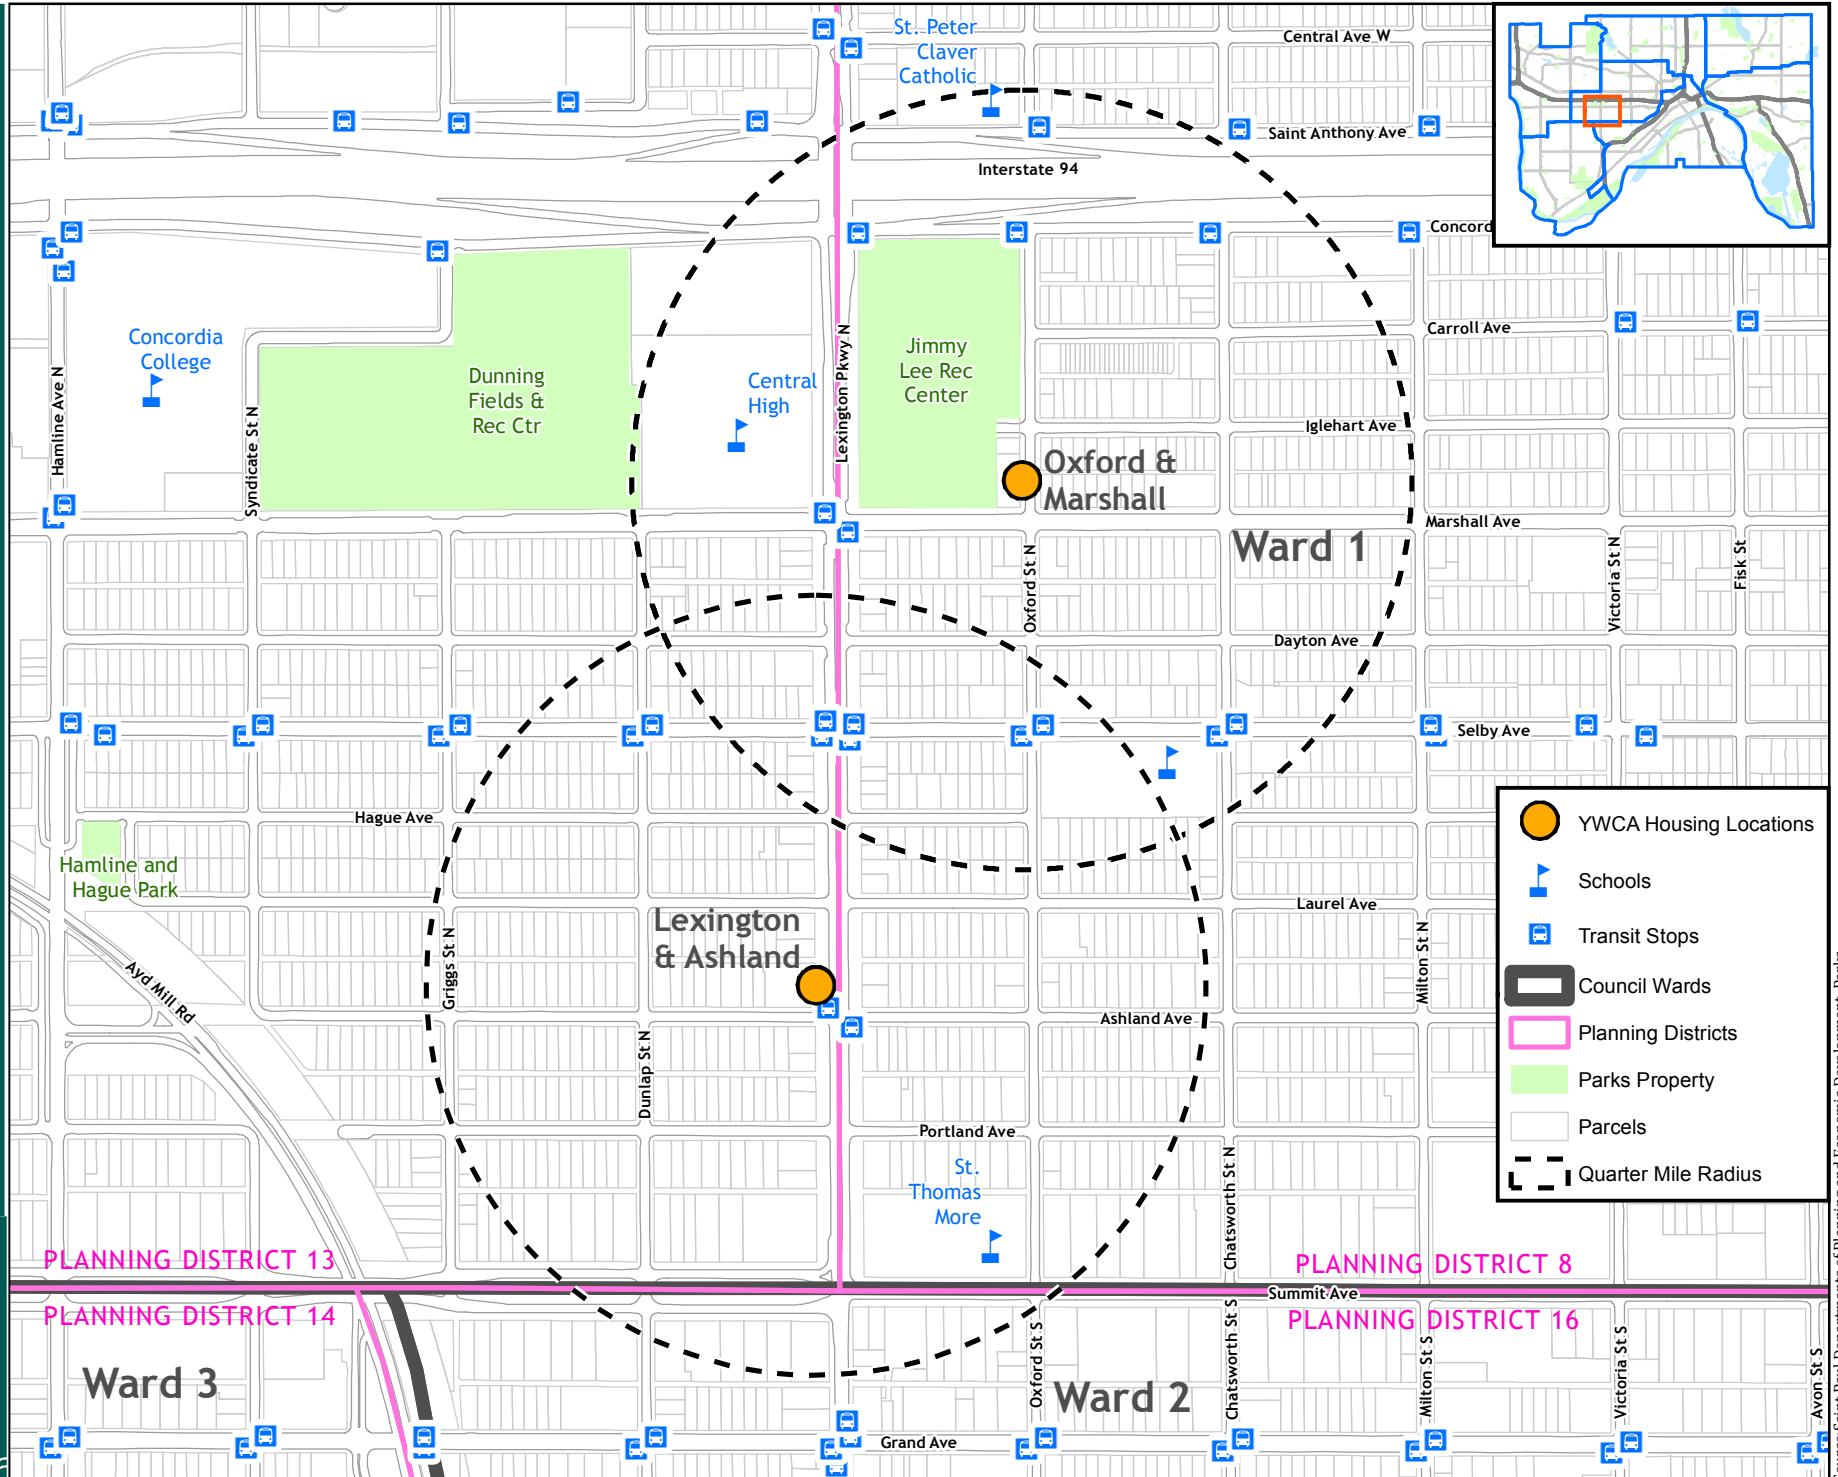 St. Peter
Claver
Catholic
Central Ave W
Saint Anthony Ave
Interstate 94
Concord
Concordia
College
Hamline Ave N
Syndicate St N
Dunning
Fields &
Rec Ctr
Central
High
Lexington Pkwy N
Jimmy
Lee Rec
Center
Carroll Ave
Iglehart Ave
Oxford &
Marshall
Marshall Ave
Ward 1
Oxford St N
Victoria St N
Fisk St
Dayton Ave
Selby Ave
Hague Ave
Hamline and
Hague Park
Laurel Ave
Lexington
& Ashland
Griggs St N
Milton St N
Ayd Mill Rd
Ashland Ave
Dunlap St N
Portland Ave
St.
Thomas
More
Chatsworth St N
PLANNING DISTRICT 13
PLANNING DISTRICT 8
Summit Ave
PLANNING DISTRICT 14
PLANNING DISTRICT 16
Ward 3
Ward 2
Oxford St S
Chatsworth St S
Milton St S
Victoria St S
Avon St S
Grand Ave
YWCA Housing Locations
Schools
Transit Stops
Council Wards
Planning Districts
Parks Property
Parcels
Quarter Mile Radius